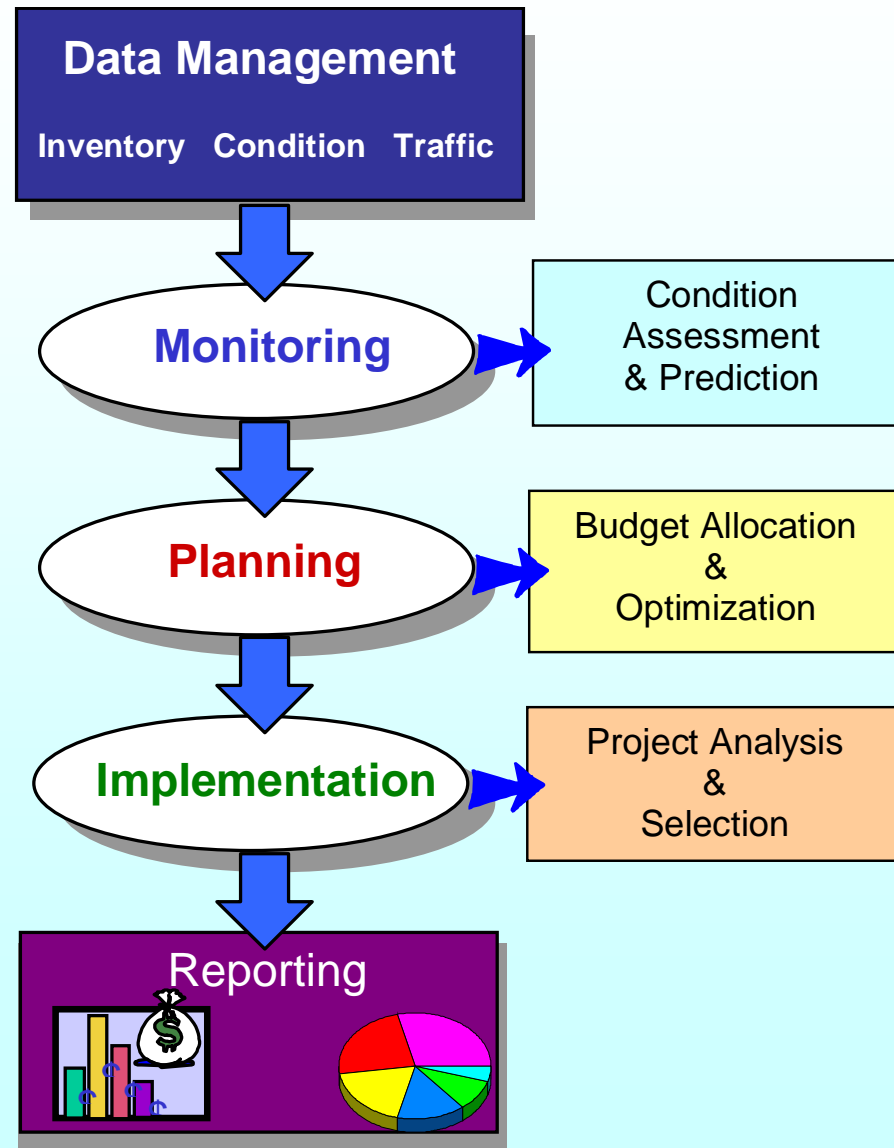 Data Management
Inventory Condition Traffic
Monitoring
Condition
Assessment
& Prediction
Planning
Budget Allocation
&
Optimization
Implementation
Project Analysis
&
Selection
Reporting
$
¢ ¢ ¢ ¢